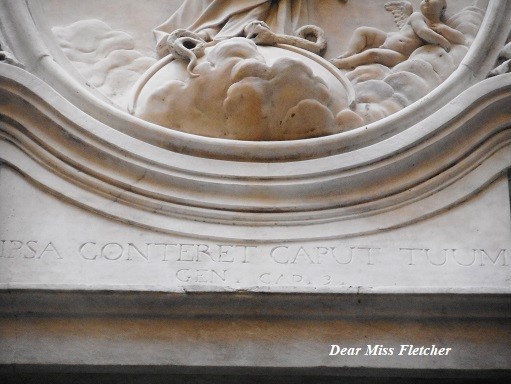 IPSA CONTERET CAPUT TUUM
GEN. CAP. 3.
Dear Miss Fletcher